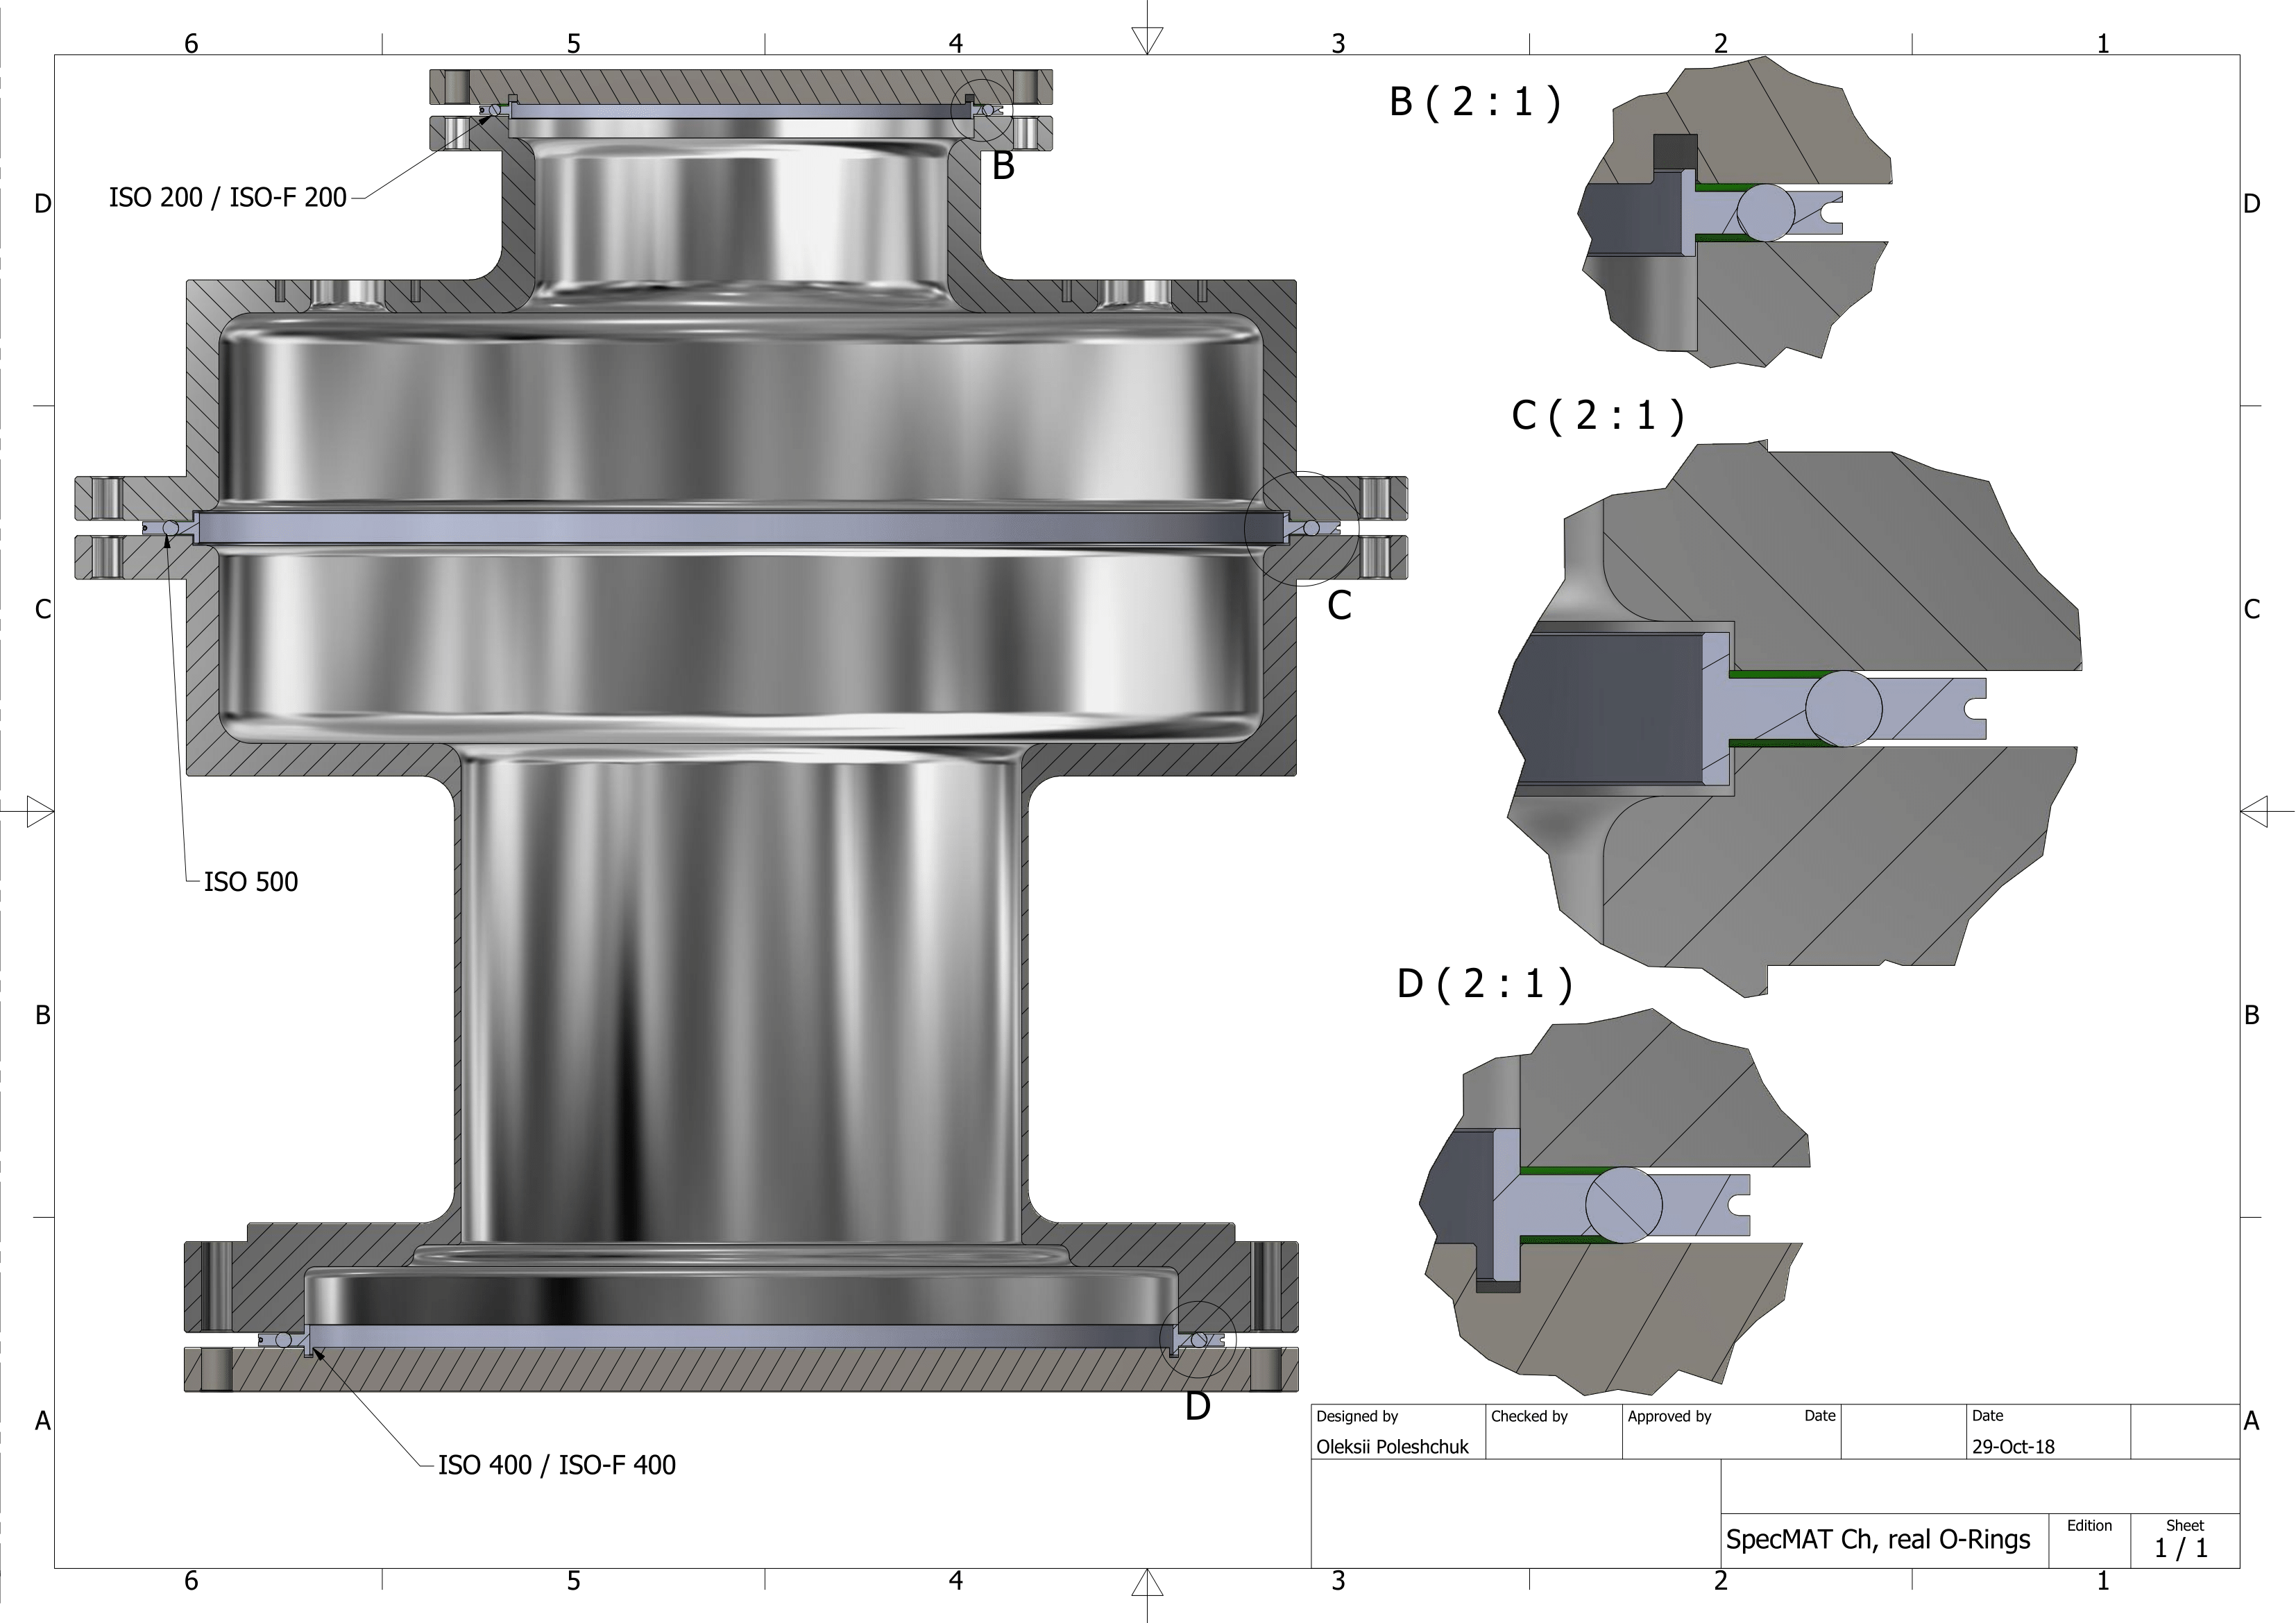 6 5 4 3 2 1
B ( 2 : 1 )
B
D D
ISO 200 / ISO-F 200
C ( 2 : 1 )
C
C C
ISO 500
D ( 2 : 1 )
B B
D
A A
ISO 400 / ISO-F 400
Designed by Checked by Approved by Date Date
Oleksii Poleshchuk 29-Oct-18
SpecMAT Ch, real O-Rings
Edition Sheet
1 / 1
6 5 4 3 2 1